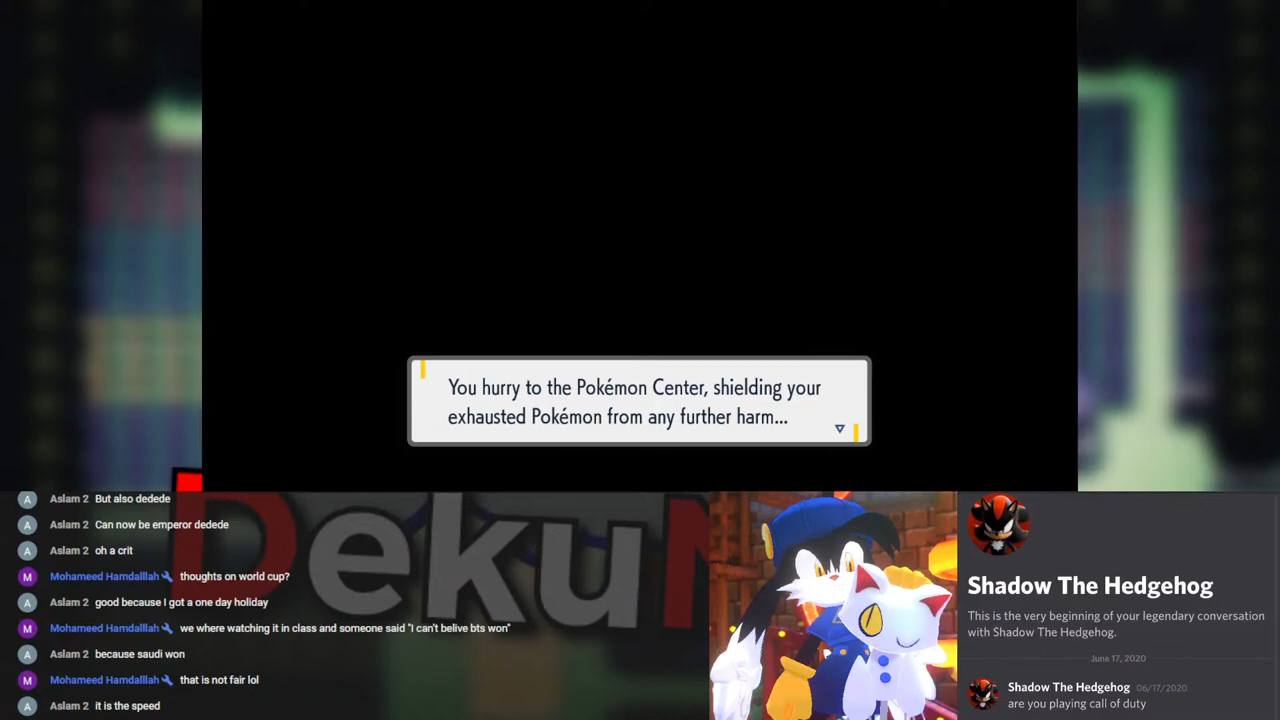 You hurry to the Pokémon Center, shielding your
exhausted Pokémon from any further harm...
Aslam 2 But also dedede
Aslam 2 Can now be emperor dedede
Aslam 2 oh a crit
Mohameed Hamdalllah thoughts on world cup?
Aslam 2 good because I got a one day holiday
Mohameed Hamdalllah we where watching it in class and someone said "I can't belive bts won"
Aslam 2 because saudi won
Mohameed Hamdalllah that is not fair lol
Aslam 2 it is the speed
Deku
Shadow The Hedgehog
This is the very beginning of your legendary conversation
with Shadow The Hedgehog.
June 17, 2020
Shadow The Hedgehog 06/17/2020
are you playing call of duty